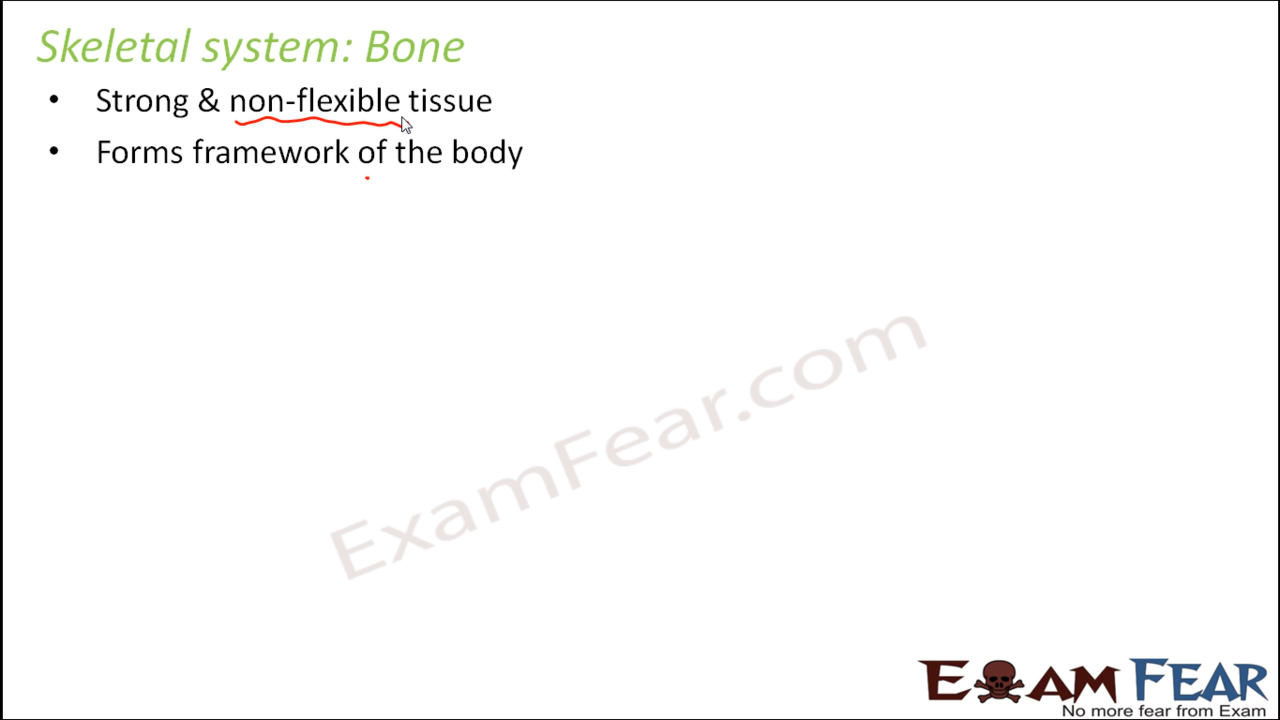 Skeletal system: Bone
• Strong & non-flexible tissue
• Forms framework of the body
ExamFear.com
EXAM FEAR
No more fear from Exam